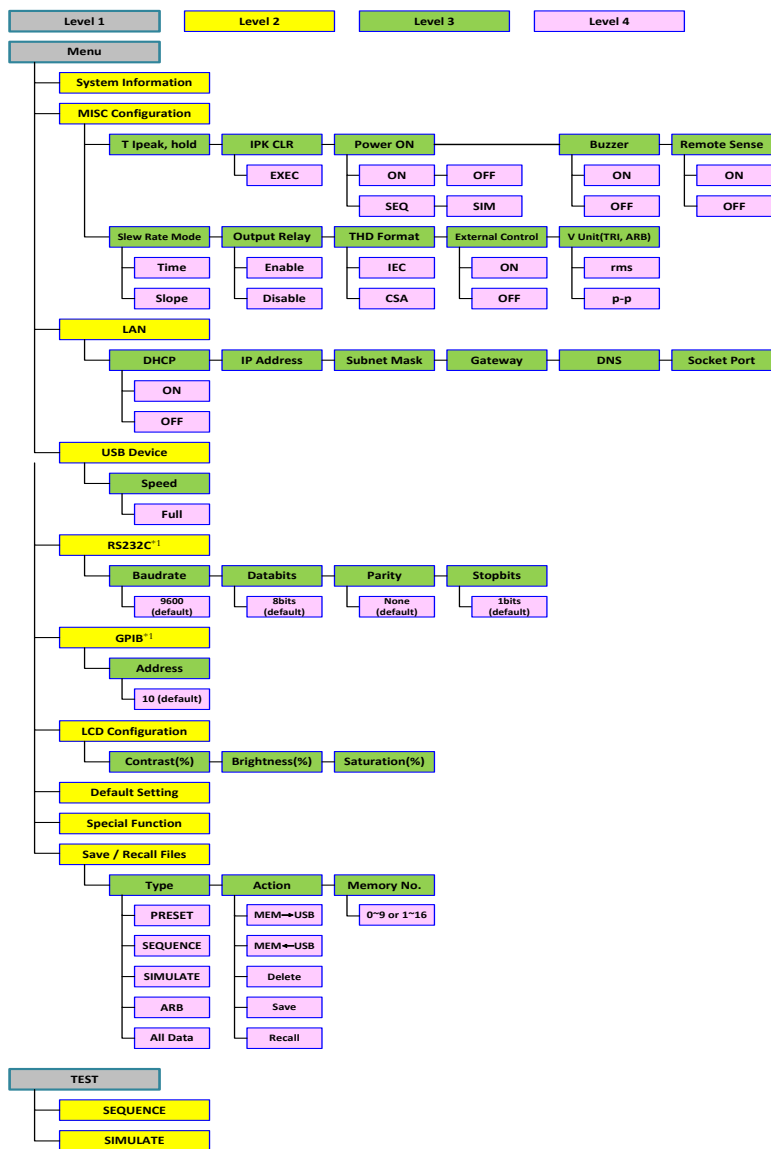 Level 1 Level 2 Level 3 Level 4
Menu
System Information
MISC Configuration
T Ipeak, hold IPK CLR Power ON Buzzer Remote Sense
EXEC ON OFF ON ON
SEQ SIM OFF OFF
Slew Rate Mode Output Relay THD Format External Control V Unit(TRI, ARB)
Time Enable IEC ON rms
Slope Disable CSA OFF p-p
LAN
DHCP IP Address Subnet Mask Gateway DNS Socket Port
ON
OFF
USB Device
Speed
Full
RS232C*1
Baudrate Databits Parity Stopbits
9600 8bits None 1bits
(default) (default) (default) (default)
GPIB*1
Address
10 (default)
LCD Configuration
Contrast(%) Brightness(%) Saturation(%)
Default Setting
Special Function
Save / Recall Files
Type Action Memory No.
PRESET MEM→USB 0~9 or 1~16
SEQUENCE MEM←USB
SIMULATE Delete
ARB Save
All Data Recall
TEST
SEQUENCE
SIMULATE